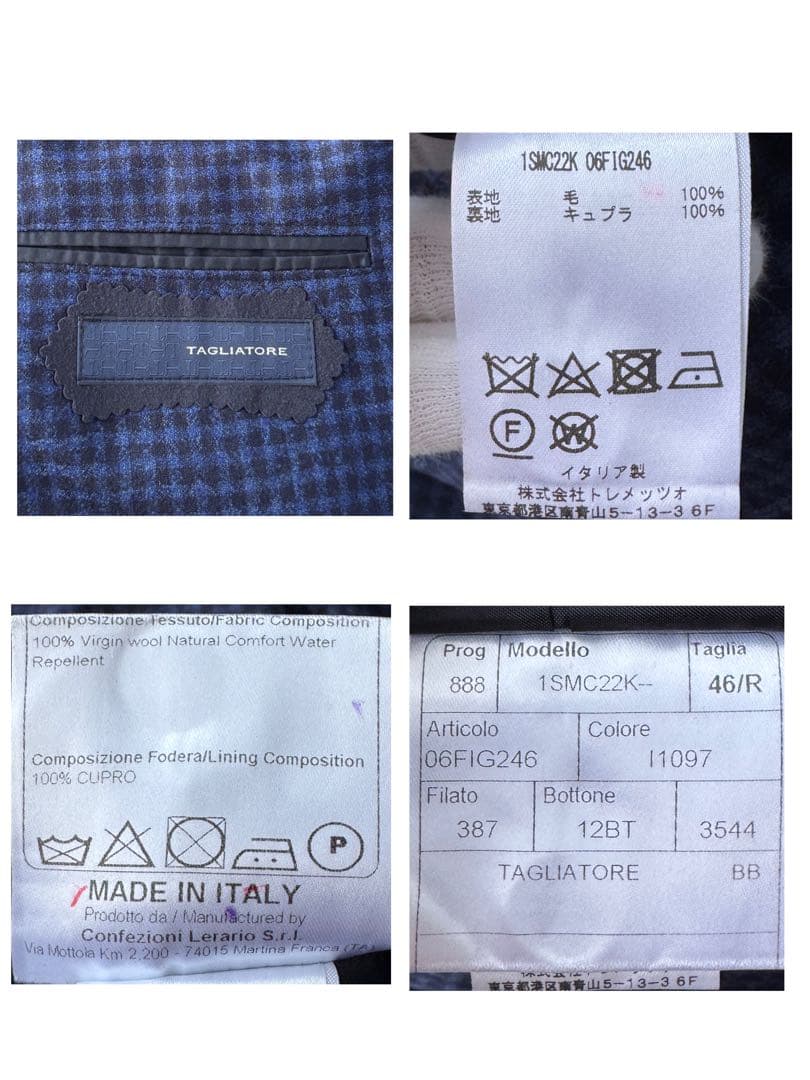 TAGLIATORE
1SMC22K 06FIG246
表地 毛 100%
裏地 キュプラ 100%
F
W
イタリア製
株式会社トレメッツオ
東京都港区南青山5-13-3 6F
Composizione Tessuto/Fabric Composition
100% Virgin wool Natural Comfort Water
Repellent
Composizione Fodera/Lining Composition
100% CUPRO
P
MADE IN ITALY
Prodotto da / Manufactured by
Confezioni Lerario S.r.l.
Via Mottola Km 2,200 - 74015 Martina Franca (TA)
Prog Modello Taglia
888 1SMC22K-- 46/R
Articolo Colore
06FIG246 I1097
Filato Bottone
387 12BT 3544
TAGLIATORE BB
東京都港区南青山5-13-3 6F